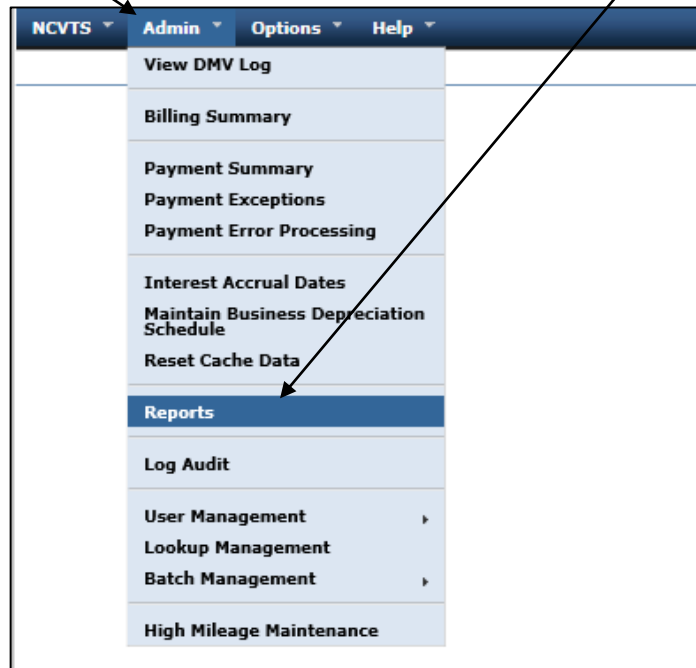 NCVTS Admin Options Help
View DMV Log
Billing Summary
Payment Summary
Payment Exceptions
Payment Error Processing
Interest Accrual Dates
Maintain Business Depreciation
Schedule
Reset Cache Data
Reports
Log Audit
User Management
Lookup Management
Batch Management
High Mileage Maintenance